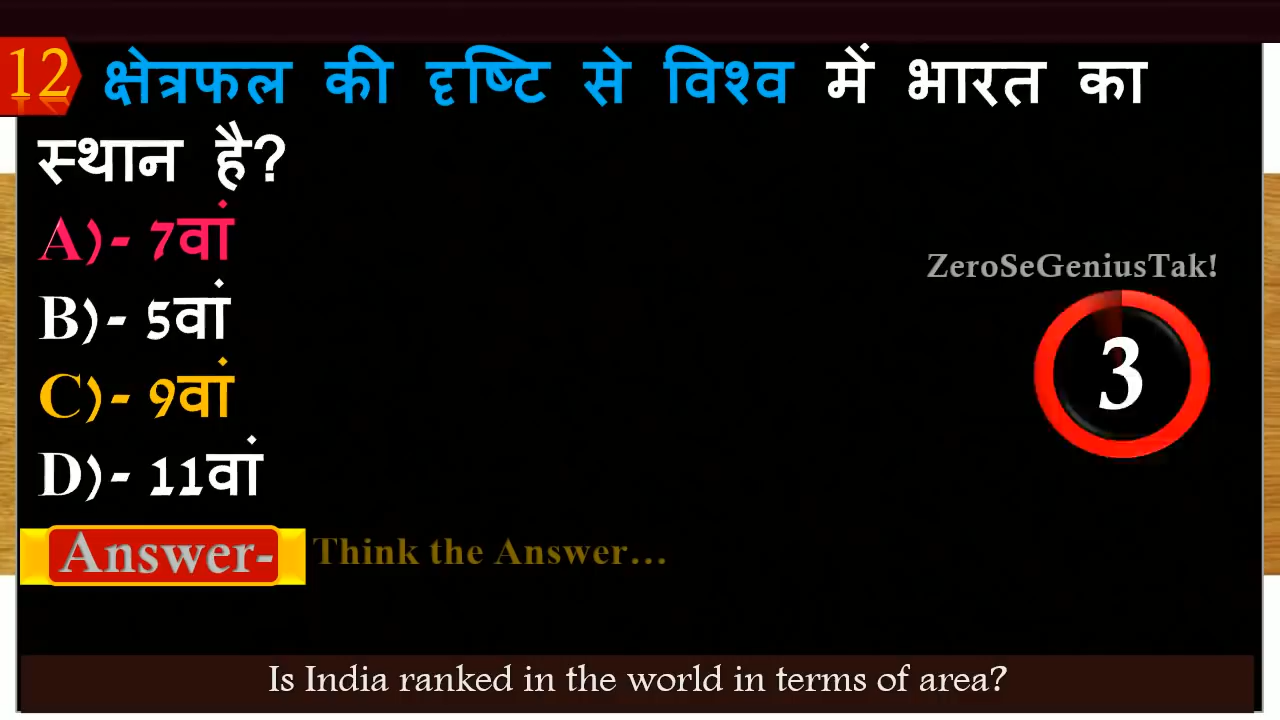 12 क्षेत्रफल की दृष्टि से विश्व में भारत का
स्थान है?
A)- 7वां
B)- 5वां
C)- 9वां
D)- 11वां
ZeroSeGeniusTak!
3
Answer- Think the Answer...
Is India ranked in the world in terms of area?